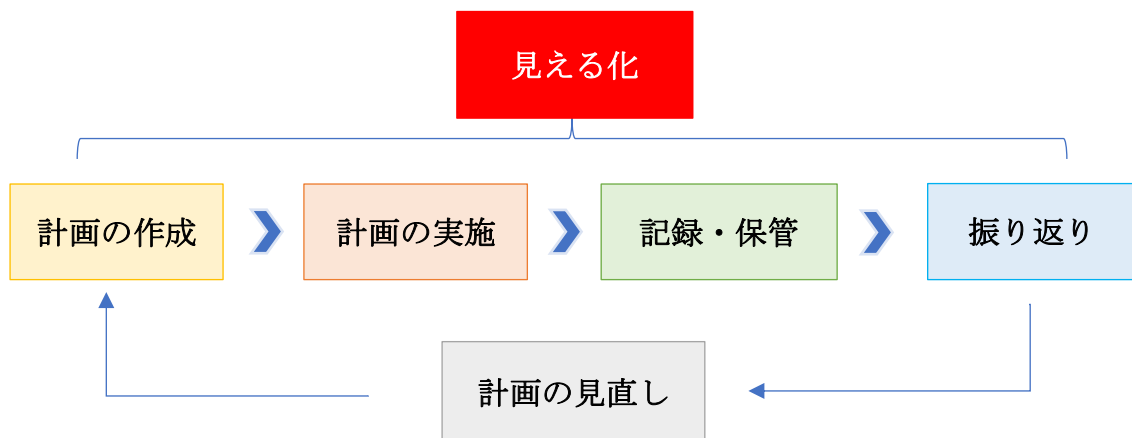 見える化
計画の作成
計画の実施
記録・保管
振り返り
計画の見直し